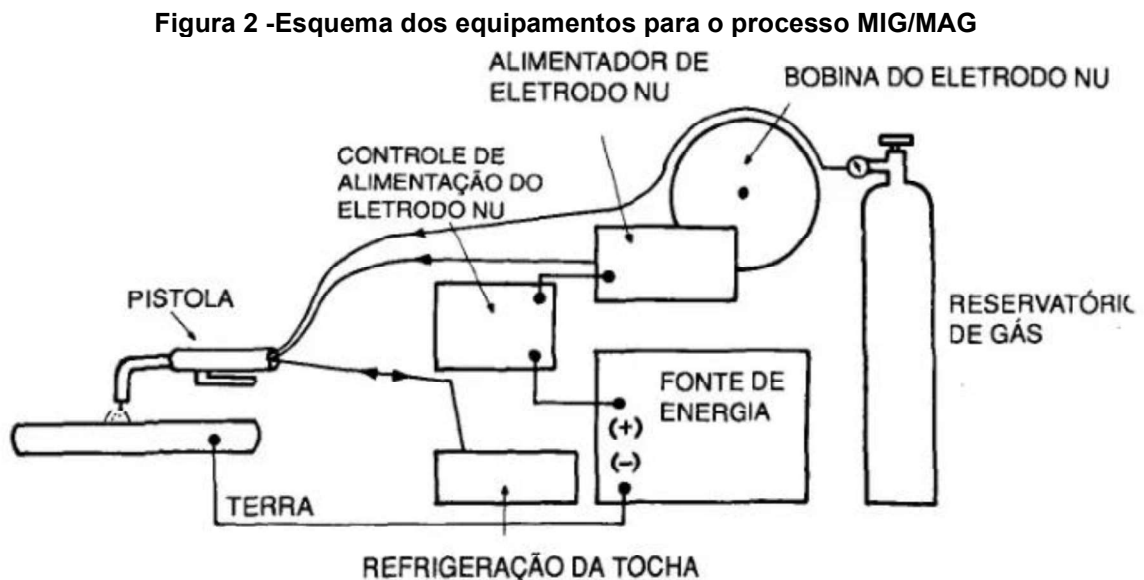 Figura 2 -Esquema dos equipamentos para o processo MIG/MAG
ALIMENTADOR DE
ELETRODO NU
BOBINA DO ELETRODO NU
CONTROLE DE
ALIMENTAÇÃO DO
ELETRODO NU
PISTOLA
RESERVATÓRIO
DE GÁS
FONTE DE
ENERGIA
(+)
(-)
TERRA
REFRIGERAÇÃO DA TOCHA